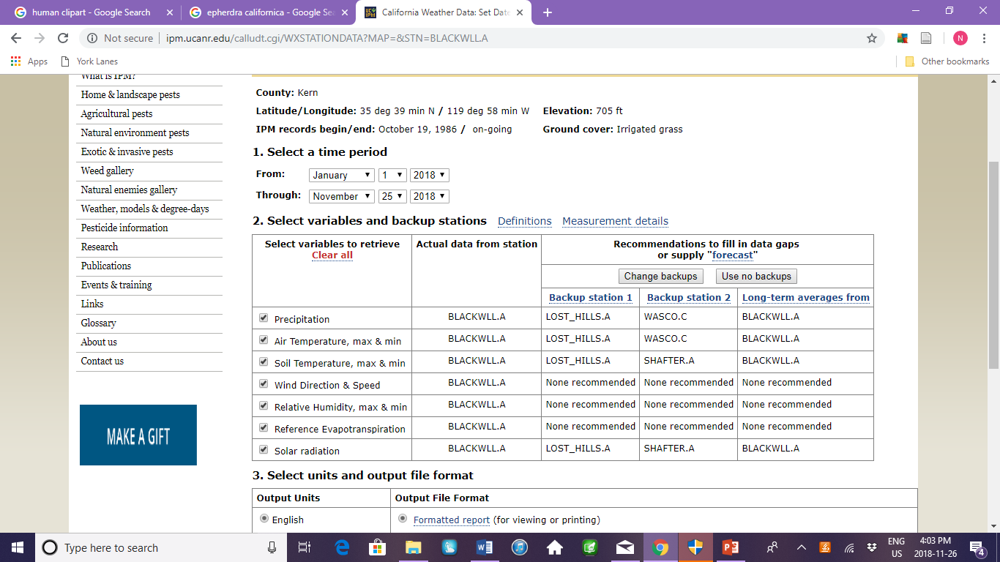 human clipart - Google Search
epherdra californica - Google Sea
California Weather Data: Set Date
Not secure
ipm.ucanr.edu/calludt.cgi/WXSTATIONDATA?MAP=&STN=BLACKWLL.A
N
Apps
York Lanes
Other bookmarks
What is IPM?
Home & landscape pests
Agricultural pests
Natural environment pests
Exotic & invasive pests
Weed gallery
Natural enemies gallery
Weather, models & degree-days
Pesticide information
Research
Publications
Events & training
Links
Glossary
About us
Contact us
MAKE A GIFT
County: Kern
Latitude/Longitude: 35 deg 39 min N / 119 deg 58 min W Elevation: 705 ft
IPM records begin/end: October 19, 1986 / on-going Ground cover: Irrigated grass
1. Select a time period
From: January 1 2018
Through: November 25 2018
2. Select variables and backup stations Definitions Measurement details
Select variables to retrieve
Clear all
Actual data from station
Recommendations to fill in data gaps
or supply "forecast"
Change backups Use no backups
Backup station 1 Backup station 2 Long-term averages from
Precipitation BLACKWLL.A LOST_HILLS.A WASCO.C BLACKWLL.A
Air Temperature, max & min BLACKWLL.A LOST_HILLS.A WASCO.C BLACKWLL.A
Soil Temperature, max & min BLACKWLL.A LOST_HILLS.A SHAFTER.A BLACKWLL.A
Wind Direction & Speed BLACKWLL.A None recommended None recommended None recommended
Relative Humidity, max & min BLACKWLL.A None recommended None recommended None recommended
Reference Evapotranspiration BLACKWLL.A None recommended None recommended None recommended
Solar radiation BLACKWLL.A LOST_HILLS.A SHAFTER.A BLACKWLL.A
3. Select units and output file format
Output Units Output File Format
English Formatted report (for viewing or printing)
Type here to search
ENG
US
4:03 PM
2018-11-26
4